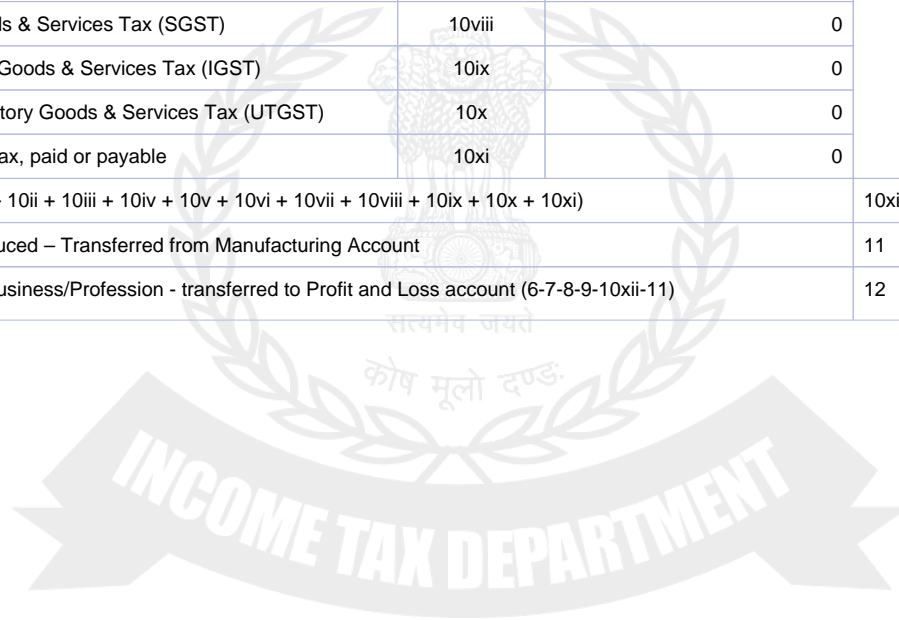 ls & Services Tax (SGST) 10viii 0
Goods & Services Tax (IGST) 10ix 0
tory Goods & Services Tax (UTGST) 10x 0
ax, paid or payable 10xi 0
10ii + 10iii + 10iv + 10v + 10vi + 10vii + 10viii + 10ix + 10x + 10xi) 10xi
uced – Transferred from Manufacturing Account 11
usiness/Profession - transferred to Profit and Loss account (6-7-8-9-10xii-11) 12
सत्यमेव जयते
कोष मूलो दण्डः
INCOME TAX DEPARTMENT